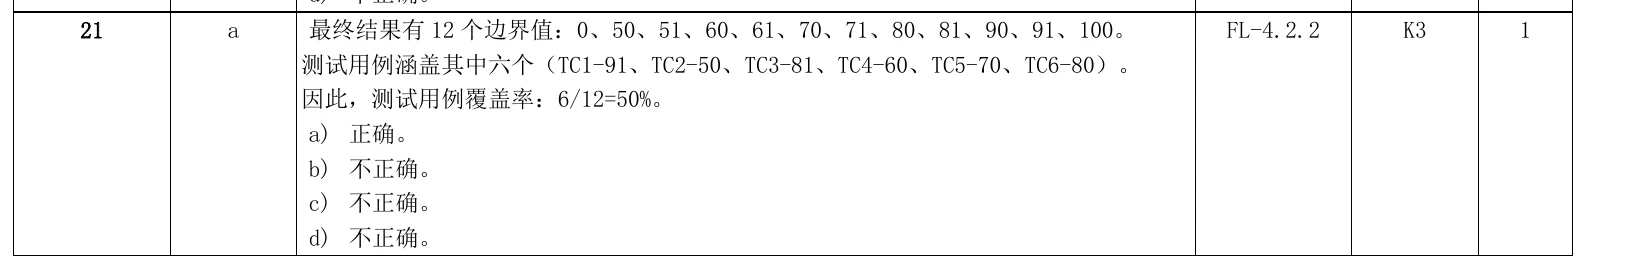 21 a 最终结果有 12 个边界值：0、50、51、60、61、70、71、80、81、90、91、100。 FL-4.2.2 K3 1
测试用例涵盖其中六个（TC1-91、TC2-50、TC3-81、TC4-60、TC5-70、TC6-80）。
因此，测试用例覆盖率：6/12=50%。
a) 正确。
b) 不正确。
c) 不正确。
d) 不正确。